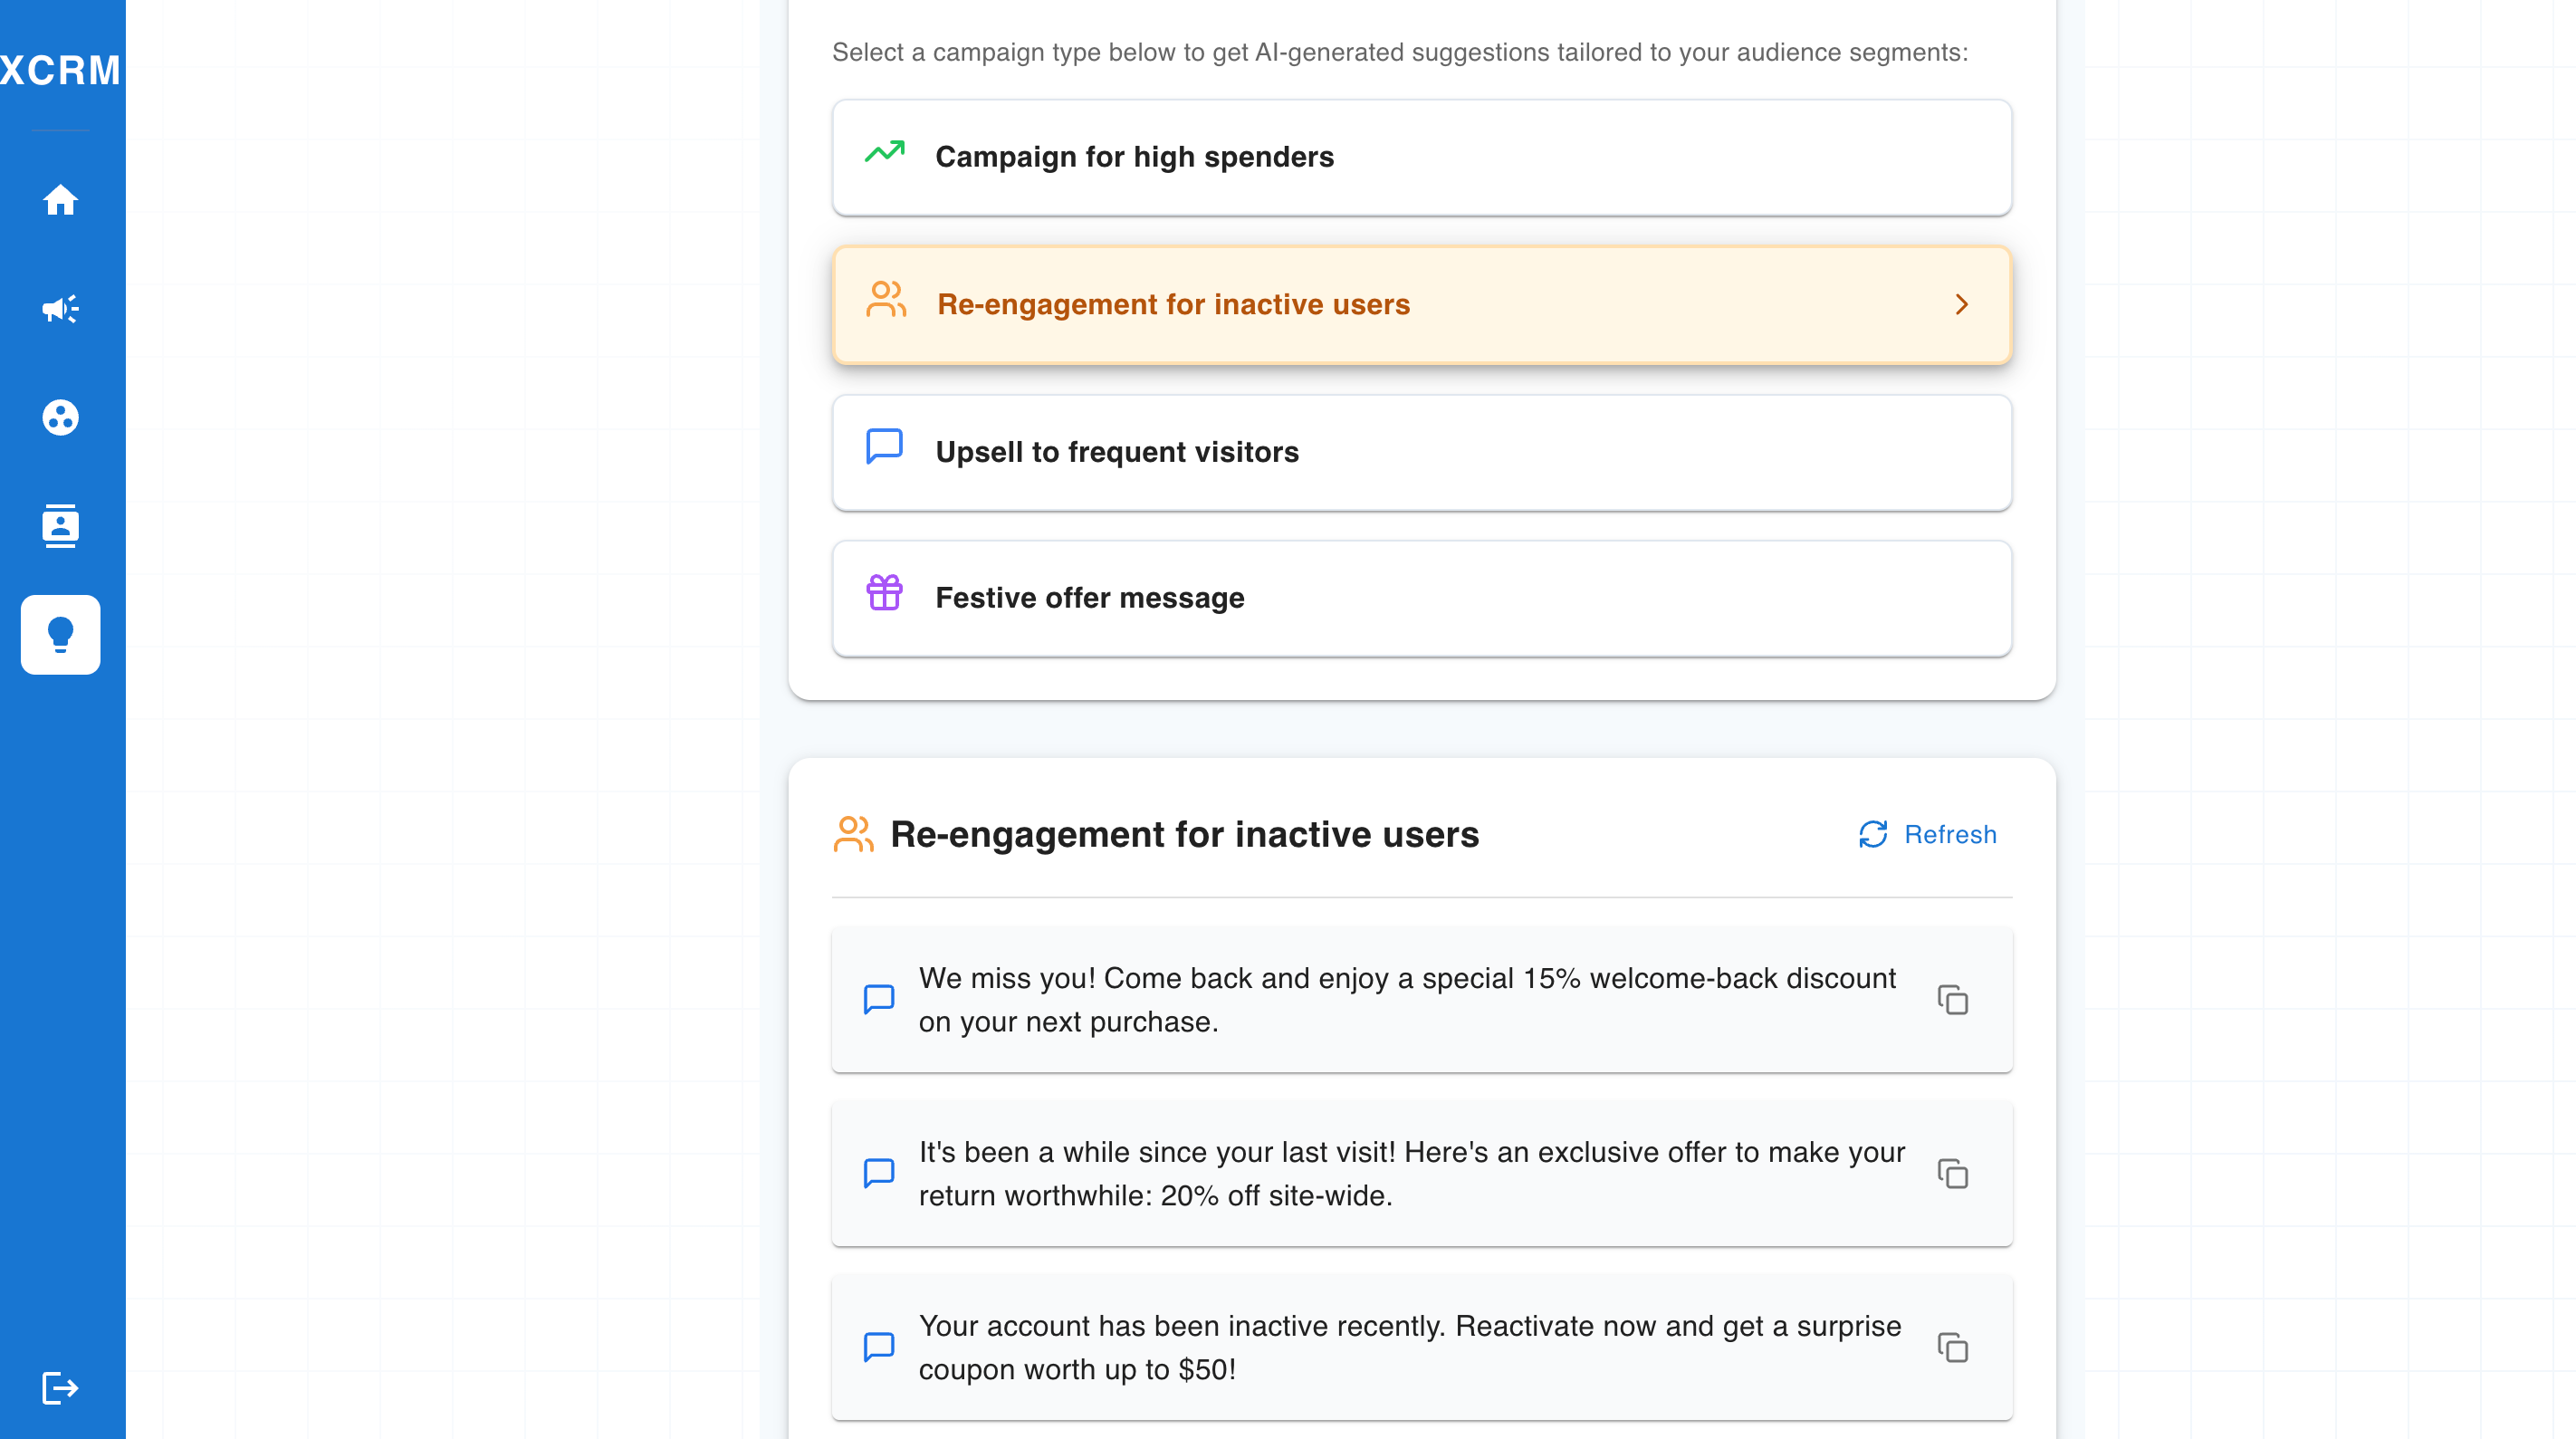 XCRM
Select a campaign type below to get AI-generated suggestions tailored to your audience segments:
Campaign for high spenders
Re-engagement for inactive users
Upsell to frequent visitors
Festive offer message
Re-engagement for inactive users
Refresh
We miss you! Come back and enjoy a special 15% welcome-back discount
on your next purchase.
It's been a while since your last visit! Here's an exclusive offer to make your
return worthwhile: 20% off site-wide.
Your account has been inactive recently. Reactivate now and get a surprise
coupon worth up to $50!